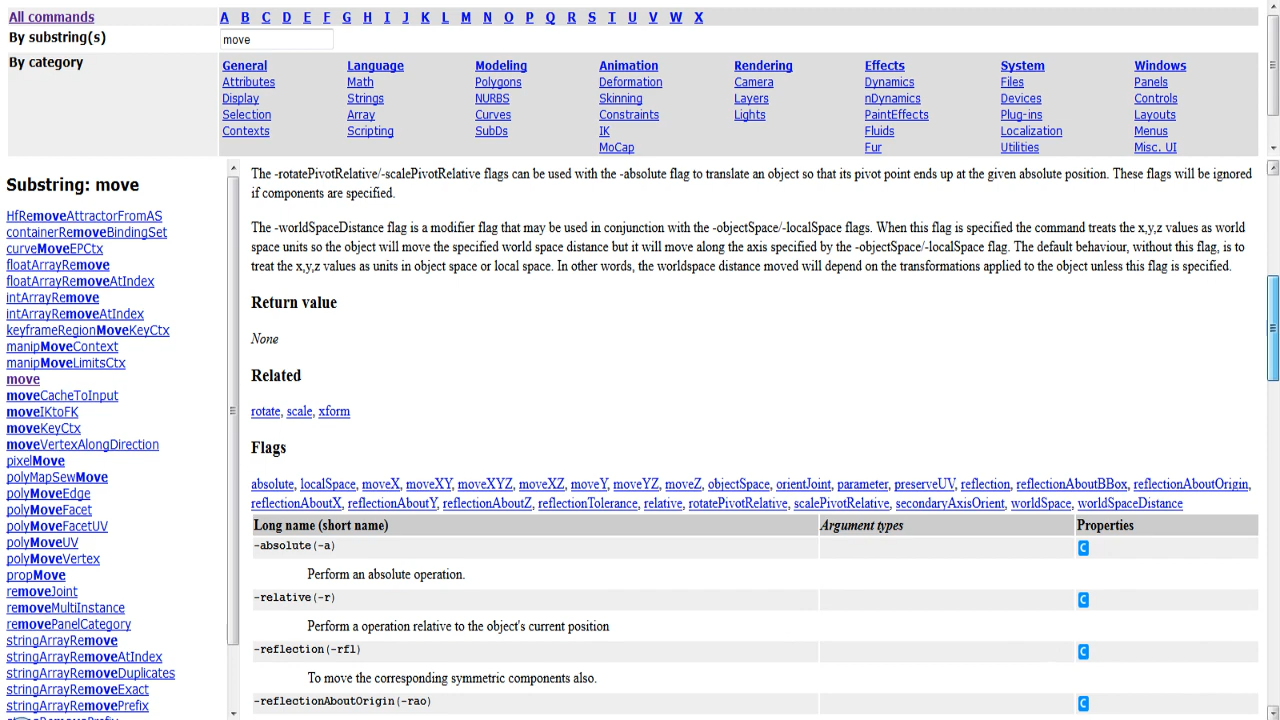 All commands A B C D E F G H I J K L M N O P Q R S T U V W X
By substring(s) move
By category General Language Modeling Animation Rendering Effects System Windows
Attributes Math Polygons Deformation Camera Dynamics Files Panels
Display Strings NURBS Skinning Layers nDynamics Devices Controls
Selection Array Curves Constraints Lights PaintEffects Plug-ins Layouts
Contexts Scripting SubDs IK Fluids Localization Menus
MoCap Fur Utilities Misc. UI
Substring: move
HfRemoveAttractorFromAS
containerRemoveBindingSet
curveMoveEPCtx
floatArrayRemove
floatArrayRemoveAtIndex
intArrayRemove
intArrayRemoveAtIndex
keyframeRegionMoveKeyCtx
manipMoveContext
manipMoveLimitsCtx
move
moveCacheToInput
moveIKtoFK
moveKeyCtx
moveVertexAlongDirection
pixelMove
polyMapSewMove
polyMoveEdge
polyMoveFacet
polyMoveFacetUV
polyMoveUV
polyMoveVertex
propMove
removeJoint
removeMultiInstance
removePanelCategory
stringArrayRemove
stringArrayRemoveAtIndex
stringArrayRemoveDuplicates
stringArrayRemoveExact
stringArrayRemovePrefix
The -rotatePivotRelative/-scalePivotRelative flags can be used with the -absolute flag to translate an object so that its pivot point ends up at the given absolute position. These flags will be ignored
if components are specified.
The -worldSpaceDistance flag is a modifier flag that may be used in conjunction with the -objectSpace/-localSpace flags. When this flag is specified the command treats the x,y,z values as world
space units so the object will move the specified world space distance but it will move along the axis specified by the -objectSpace/-localSpace flag. The default behaviour, without this flag, is to
treat the x,y,z values as units in object space or local space. In other words, the worldspace distance moved will depend on the transformations applied to the object unless this flag is specified.
Return value
None
Related
rotate, scale, xform
Flags
absolute, localSpace, moveX, moveXY, moveXYZ, moveXZ, moveY, moveYZ, moveZ, objectSpace, orientJoint, parameter, preserveUV, reflection, reflectionAboutBBox, reflectionAboutOrigin,
reflectionAboutX, reflectionAboutY, reflectionAboutZ, reflectionTolerance, relative, rotatePivotRelative, scalePivotRelative, secondaryAxisOrient, worldSpace, worldSpaceDistance
Long name (short name) Argument types Properties
-absolute(-a) C
Perform an absolute operation.
-relative(-r) C
Perform a operation relative to the object's current position
-reflection(-rfl) C
To move the corresponding symmetric components also.
-reflectionAboutOrigin(-rao) C